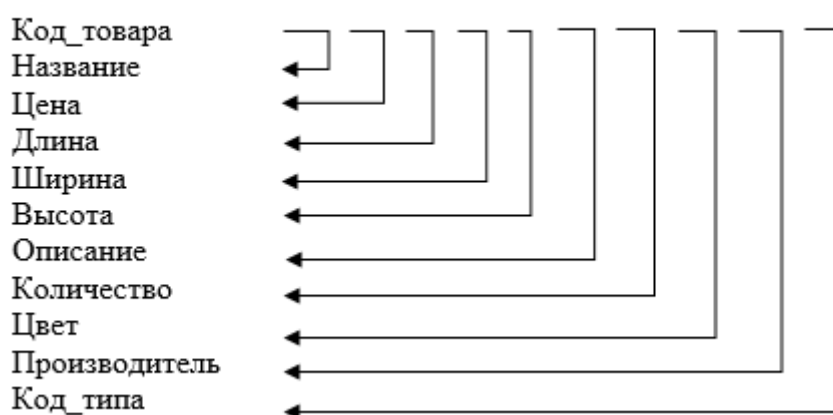 Код_товара
Название
Цена
Длина
Ширина
Высота
Описание
Количество
Цвет
Производитель
Код_типа